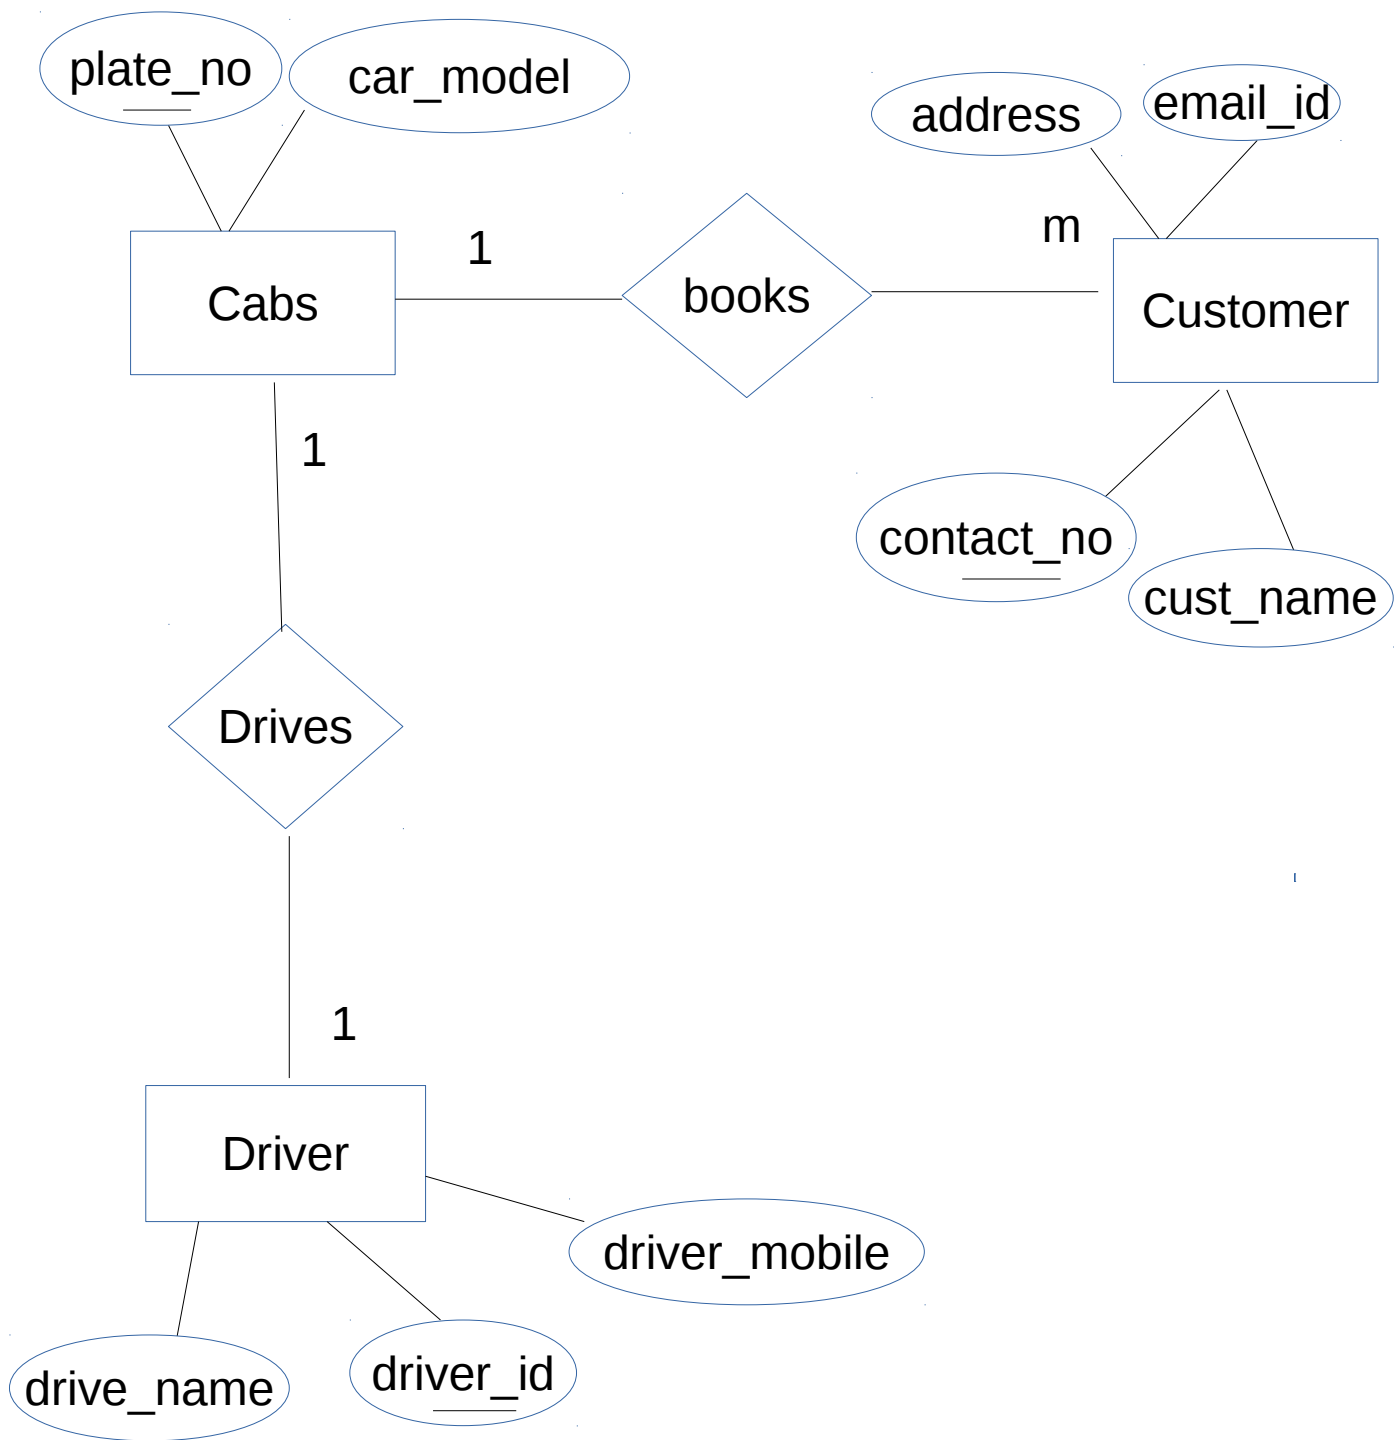 plate_no
car_model
address
email_id
1
m
Cabs
books
Customer
1
contact_no
cust_name
Drives
1
Driver
driver_mobile
drive_name
driver_id